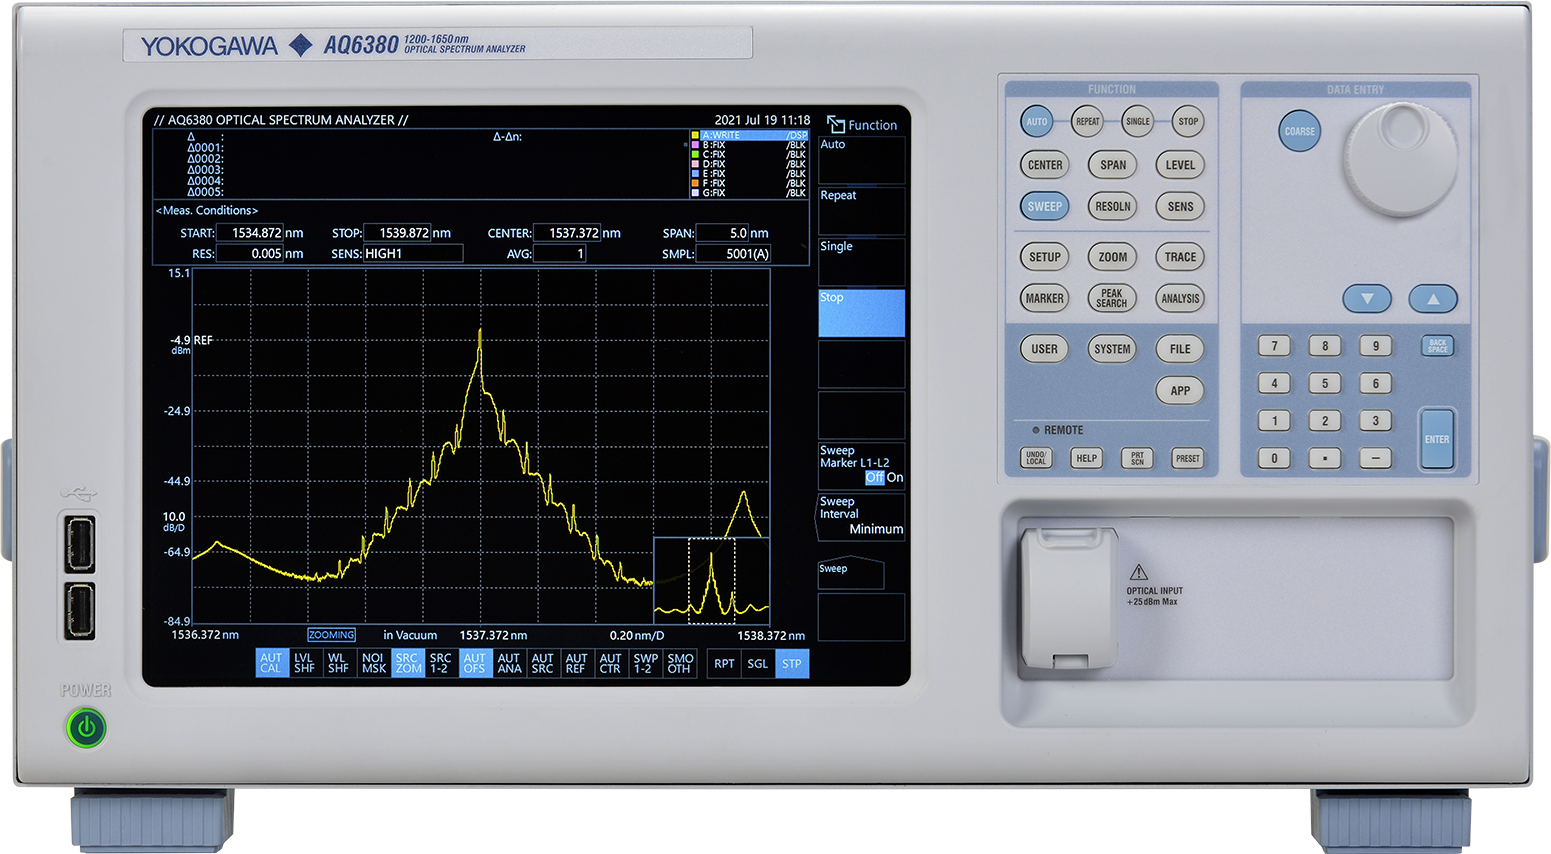 YOKOGAWA ◆ AQ6380 1200-1650nm
OPTICAL SPECTRUM ANALYZER
// AQ6380 OPTICAL SPECTRUM ANALYZER //
2021 Jul 19 11:18
Δ :
Δ-Δn:
Δ0001:
Δ0002:
Δ0003:
Δ0004:
Δ0005:
A:WRITE /DSP
B:FIX /BLK
C:FIX /BLK
D:FIX /BLK
E:FIX /BLK
F:FIX /BLK
G:FIX /BLK
<Meas. Conditions>
START: 1534.872 nm STOP: 1539.872 nm CENTER: 1537.372 nm SPAN: 5.0 nm
RES: 0.005 nm SENS: HIGH1 AVG: 1 SMPL: 5001(A)
15.1
-4.9 REF
dBm
-24.9
-44.9
10.0
dB/D
-64.9
-84.9
1536.372 nm ZOOMING in Vacuum 1537.372 nm 0.20 nm/D 1538.372 nm
AUT CAL
LVL SHF
WL SHF
NOI MSK
SRC ZOM
SRC 1-2
AUT OFS
AUT ANA
AUT SRC
AUT REF
AUT CTR
SWP 1-2
SMO OTH
RPT
SGL
STP
Function
Auto
Repeat
Single
Stop
Sweep
Marker L1-L2
Off On
Sweep
Interval
Minimum
Sweep
POWER
FUNCTION
AUTO REPEAT SINGLE STOP
CENTER SPAN LEVEL
SWEEP RESOLN SENS
SETUP ZOOM TRACE
MARKER PEAK SEARCH ANALYSIS
USER SYSTEM FILE
APP
REMOTE
UNDO/LOCAL HELP PRT SCN PRESET
DATA ENTRY
COARSE
7 8 9 BACK SPACE
4 5 6
1 2 3 ENTER
0 . −
OPTICAL INPUT
+25dBm Max